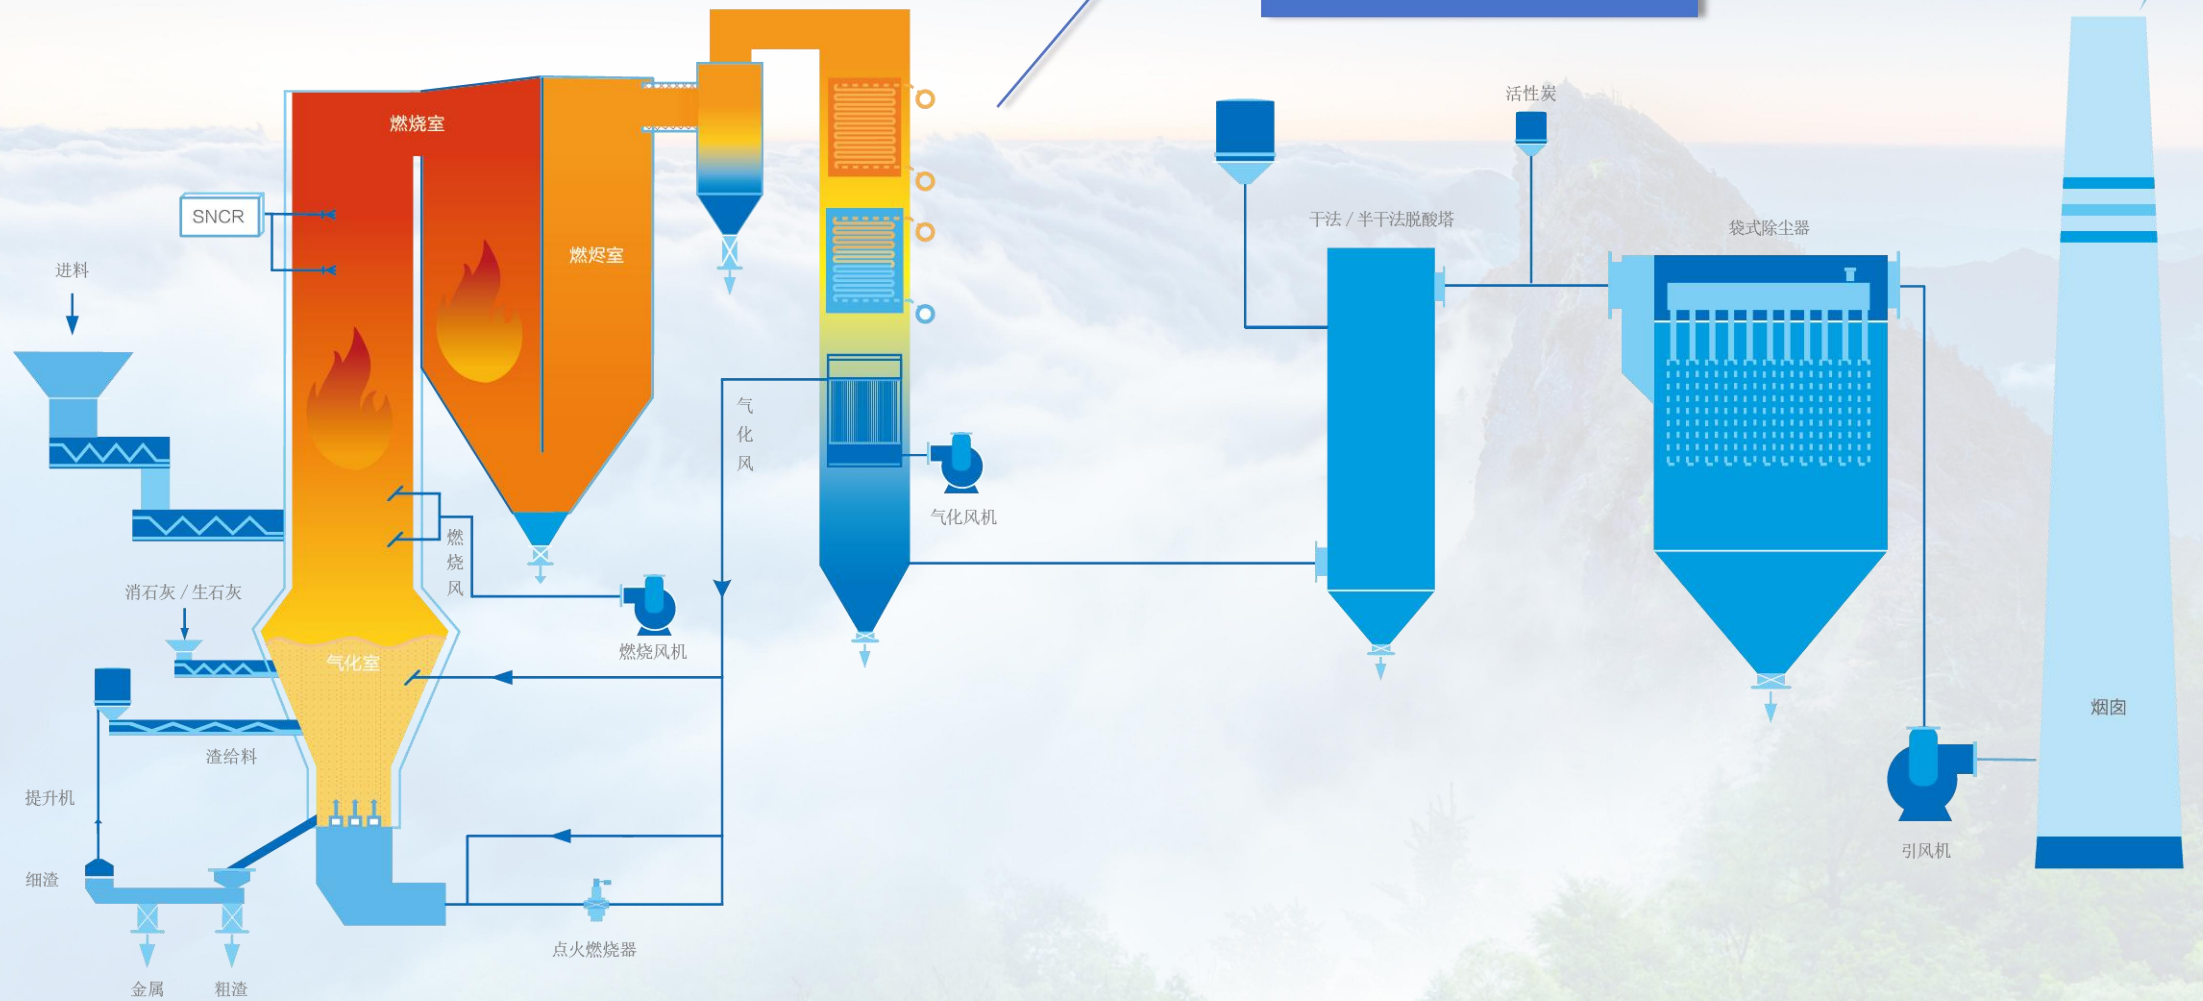 活性炭
燃烧室
SNCR
干法 / 半干法脱酸塔
袋式除尘器
燃烬室
进料
气化风
气化风机
燃烧风
消石灰 / 生石灰
燃烧风机
气化室
烟囱
渣给料
提升机
引风机
细渣
点火燃烧器
金属
粗渣